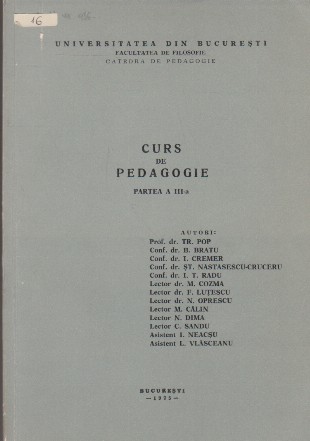 16
UNIVERSITATEA DIN BUCUREȘTI
FACULTATEA DE FILOSOFIE
CATEDRA DE PEDAGOGIE
CURS
DE
PEDAGOGIE
PARTEA A III-a
AUTORI:
Prof. dr. TR. POP
Conf. dr. B. BRATU
Conf. dr. I. CREMER
Conf. dr. ȘT. NĂSTĂSESCU-CRUCERU
Conf. dr. I. T. RADU
Lector dr. M. COZMA
Lector dr. F. LUȚESCU
Lector dr. N. OPRESCU
Lector M. CĂLIN
Lector N. DIMA
Lector C. SANDU
Asistent I. NEACȘU
Asistent L. VLĂSCEANU
BUCUREȘTI